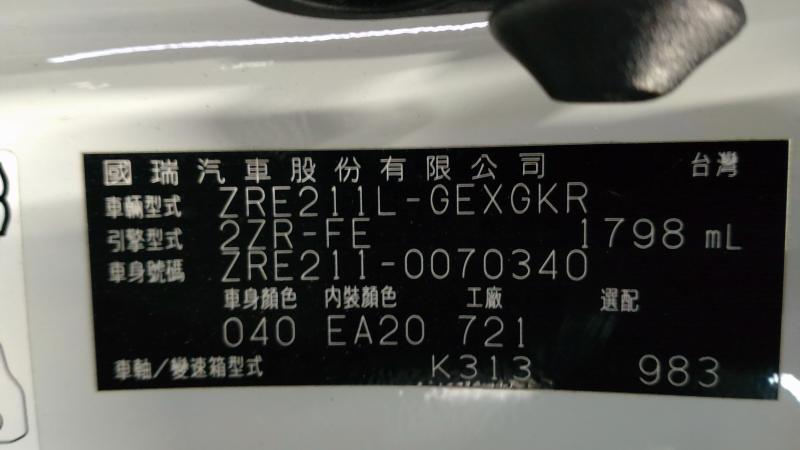 國瑞汽車股份有限公司 台灣
車輛型式 ZRE211L-GEXGKR
引擎型式 2ZR-FE 1798 mL
車身號碼 ZRE211-0070340
車身顏色 內裝顏色 工廠 選配
040 EA20 721
車軸/變速箱型式 K313 983